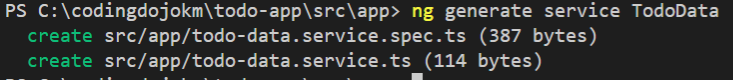 PS C:\codingdojokm\todo-app\src\app> ng generate service TodoData
create src/app/todo-data.service.spec.ts (387 bytes)
create src/app/todo-data.service.ts (114 bytes)